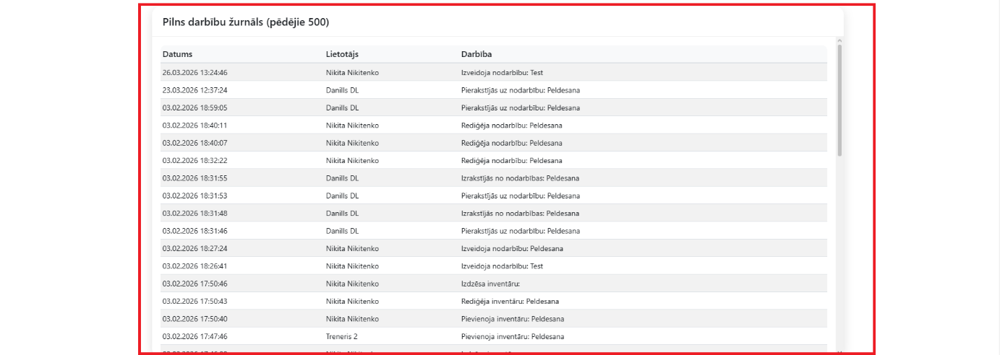 Pilns darbību žurnāls (pēdējie 500)
Datums Lietotājs Darbība
26.03.2026 13:24:46 Nikita Nikitenko Izveidoja nodarbību: Test
23.03.2026 12:37:24 Danills DL Pierakstījās uz nodarbību: Peldesana
03.02.2026 18:59:05 Danills DL Pierakstījās uz nodarbību: Peldesana
03.02.2026 18:40:11 Nikita Nikitenko Rediģēja nodarbību: Peldesana
03.02.2026 18:40:07 Nikita Nikitenko Rediģēja nodarbību: Peldesana
03.02.2026 18:32:22 Nikita Nikitenko Rediģēja nodarbību: Peldesana
03.02.2026 18:31:55 Danills DL Izrakstījās no nodarbības: Peldesana
03.02.2026 18:31:53 Danills DL Pierakstījās uz nodarbību: Peldesana
03.02.2026 18:31:48 Danills DL Izrakstījās no nodarbības: Peldesana
03.02.2026 18:31:46 Danills DL Pierakstījās uz nodarbību: Peldesana
03.02.2026 18:27:24 Nikita Nikitenko Izveidoja nodarbību: Peldesana
03.02.2026 18:26:41 Nikita Nikitenko Izveidoja nodarbību: Test
03.02.2026 17:50:46 Nikita Nikitenko Izdzēsa inventāru:
03.02.2026 17:50:43 Nikita Nikitenko Rediģēja inventāru: Peldesana
03.02.2026 17:50:40 Nikita Nikitenko Pievienoja inventāru: Peldesana
03.02.2026 17:47:46 Treneris 2 Pievienoja inventāru: Peldesana